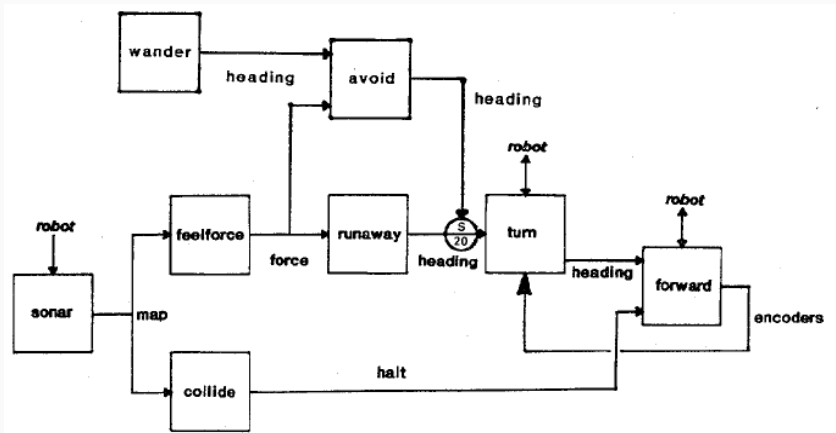 wander
heading
avoid
heading
robot
robot
robot
feelforce
force
runaway
S
20
heading
turn
heading
forward
sonar
map
encoders
collide
halt